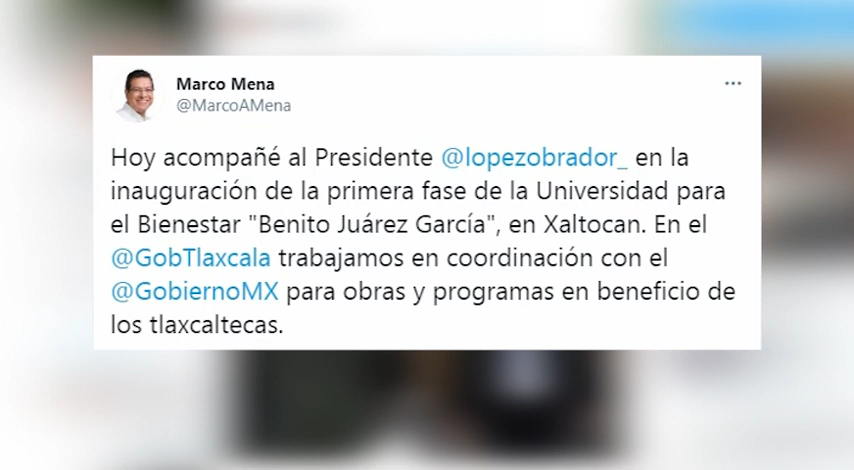 Marco Mena
@MarcoAMena
Hoy acompañé al Presidente @lopezobrador_ en la
inauguración de la primera fase de la Universidad para
el Bienestar "Benito Juárez García", en Xaltocan. En el
@GobTlaxcala trabajamos en coordinación con el
@GobiernoMX para obras y programas en beneficio de
los tlaxcaltecas.